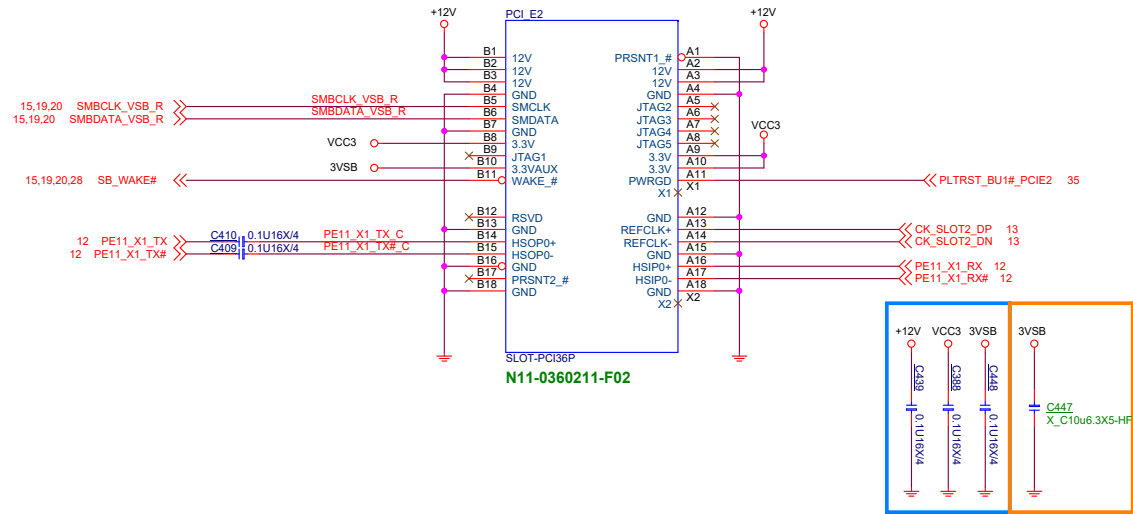 +12V PCI_E2 +12V
B1 12V PRSNT1_# A1
B2 12V 12V A2
B3 12V 12V A3
B4 GND GND A4
15,19,20 SMBCLK_VSB_R SMBCLK_VSB_R B5 SMCLK JTAG2 A5
15,19,20 SMBDATA_VSB_R SMBDATA_VSB_R B6 SMDATA JTAG3 A6
B7 GND JTAG4 A7 VCC3
VCC3 B8 3.3V JTAG5 A8
B9 JTAG1 3.3V A9
3VSB B10 3.3VAUX 3.3V A10
15,19,20,28 SB_WAKE# B11 WAKE_# PWRGD A11 PLTRST_BU1#_PCIE2 35
X1 X1
B12 RSVD GND A12
B13 GND REFCLK+ A13 CK_SLOT2_DP 13
12 PE11_X1_TX C410 0.1U16X/4 PE11_X1_TX_C B14 HSOP0+ REFCLK- A14 CK_SLOT2_DN 13
12 PE11_X1_TX# C409 0.1U16X/4 PE11_X1_TX#_C B15 HSOP0- GND A15
B16 GND HSIP0+ A16 PE11_X1_RX 12
B17 PRSNT2_# HSIP0- A17 PE11_X1_RX# 12
B18 GND GND A18
X2 X2
SLOT-PCI36P
N11-0360211-F02
+12V VCC3 3VSB 3VSB
C439 C388 C448
C447
X_C10u6.3X5-HF
0.1U16X/4 0.1U16X/4 0.1U16X/4